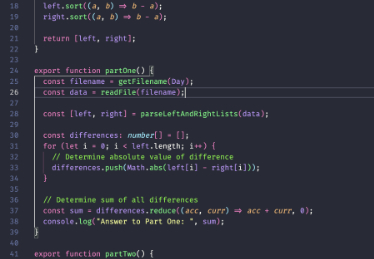 18 left.sort((a, b) => b - a);
19 right.sort((a, b) => b - a);
20
21 return [left, right];
22 }
23
24 export function partOne() {
25 const filename = getFilename(Day);
26 const data = readFile(filename);
27
28 const [left, right] = parseLeftAndRightLists(data);
29
30 const differences: number[] = [];
31 for (let i = 0; i < left.length; i++) {
32 // Determine absolute value of difference
33 differences.push(Math.abs(left[i] - right[i]));
34 }
35
36 // Determine sum of all differences
37 const sum = differences.reduce((acc, curr) => acc + curr, 0);
38 console.log("Answer to Part One: ", sum);
39 }
40
41 export function partTwo() {